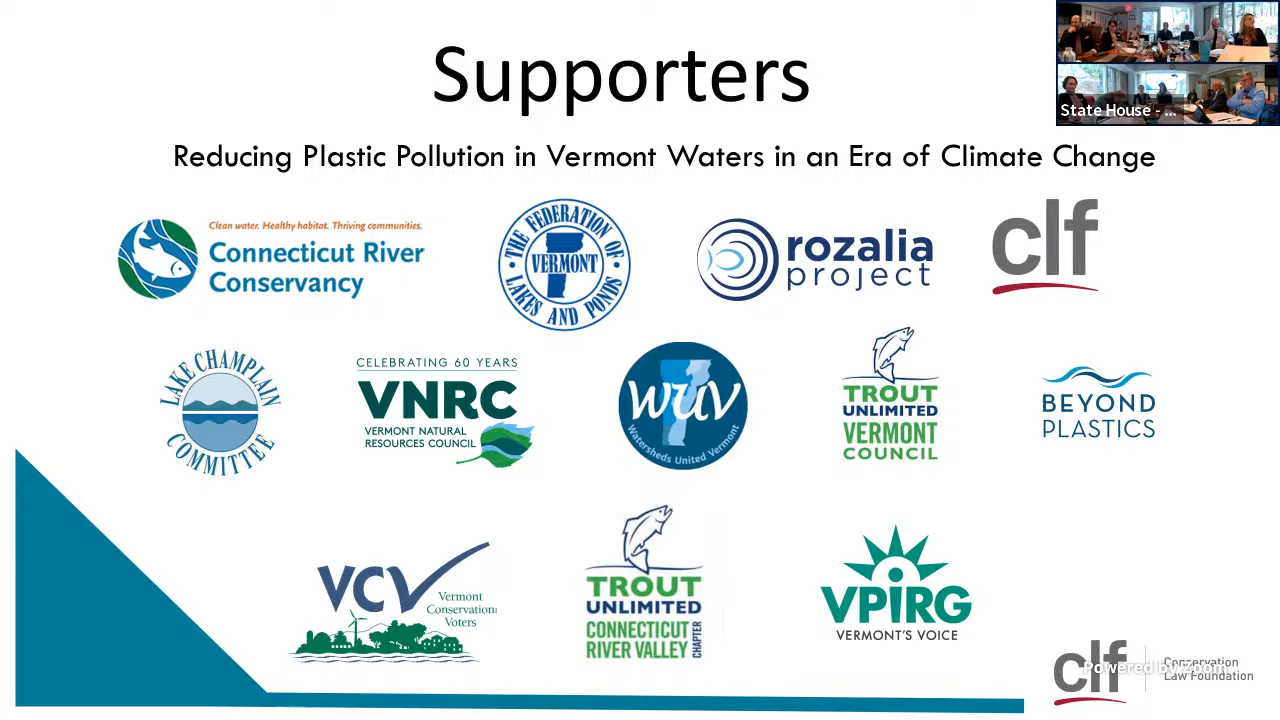 Supporters
State House - ...
Reducing Plastic Pollution in Vermont Waters in an Era of Climate Change
Clean water. Healthy habitat. Thriving communities.
Connecticut River
Conservancy
THE FEDERATION OF
VERMONT
LAKES AND PONDS
rozalia
project
clf
LAKE CHAMPLAIN
COMMITTEE
CELEBRATING 60 YEARS
VNRC
VERMONT NATURAL
RESOURCES COUNCIL
wuv
Watersheds United Vermont
TROUT
UNLIMITED
VERMONT
COUNCIL
BEYOND
PLASTICS
VCV
Vermont
Conservation
Voters
TROUT
UNLIMITED
CONNECTICUT
RIVER VALLEY
CHAPTER
VPIRG
VERMONT'S VOICE
clf
Conservation
Law Foundation
Powered by Zoom